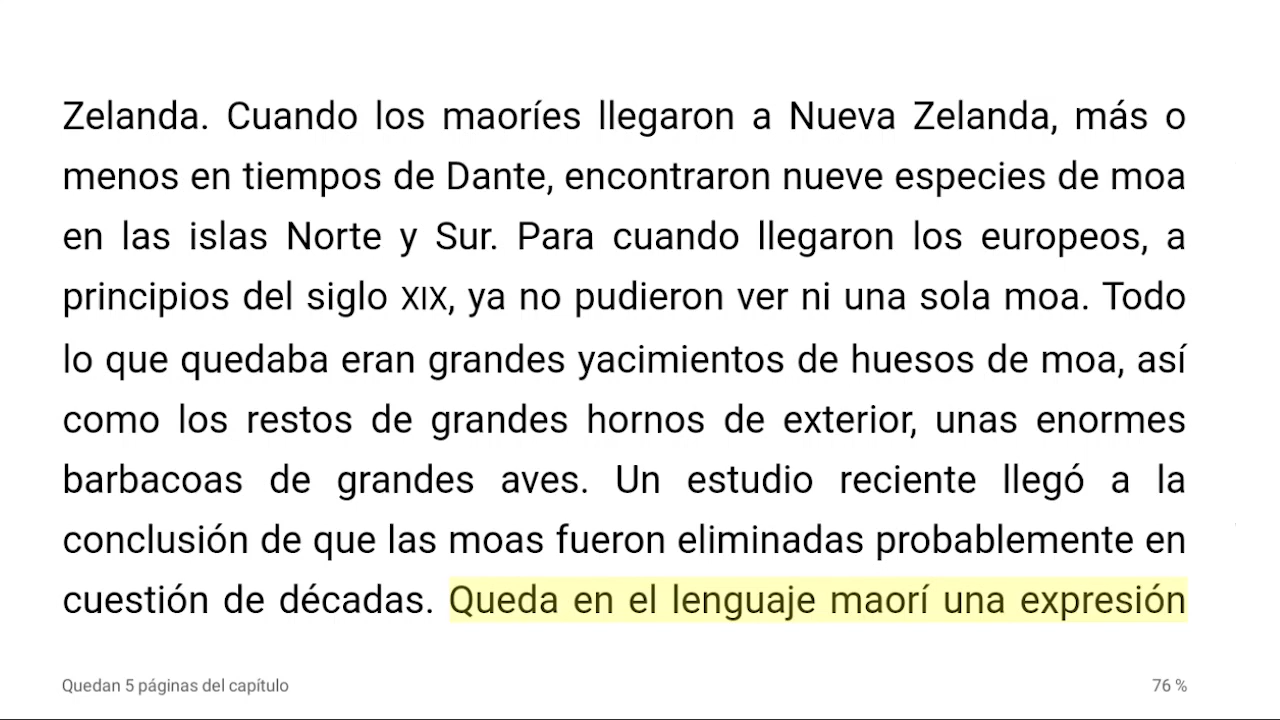 Zelanda. Cuando los maoríes llegaron a Nueva Zelanda, más o
menos en tiempos de Dante, encontraron nueve especies de moa
en las islas Norte y Sur. Para cuando llegaron los europeos, a
principios del siglo XIX, ya no pudieron ver ni una sola moa. Todo
lo que quedaba eran grandes yacimientos de huesos de moa, así
como los restos de grandes hornos de exterior, unas enormes
barbacoas de grandes aves. Un estudio reciente llegó a la
conclusión de que las moas fueron eliminadas probablemente en
cuestión de décadas. Queda en el lenguaje maorí una expresión
Quedan 5 páginas del capítulo
76 %